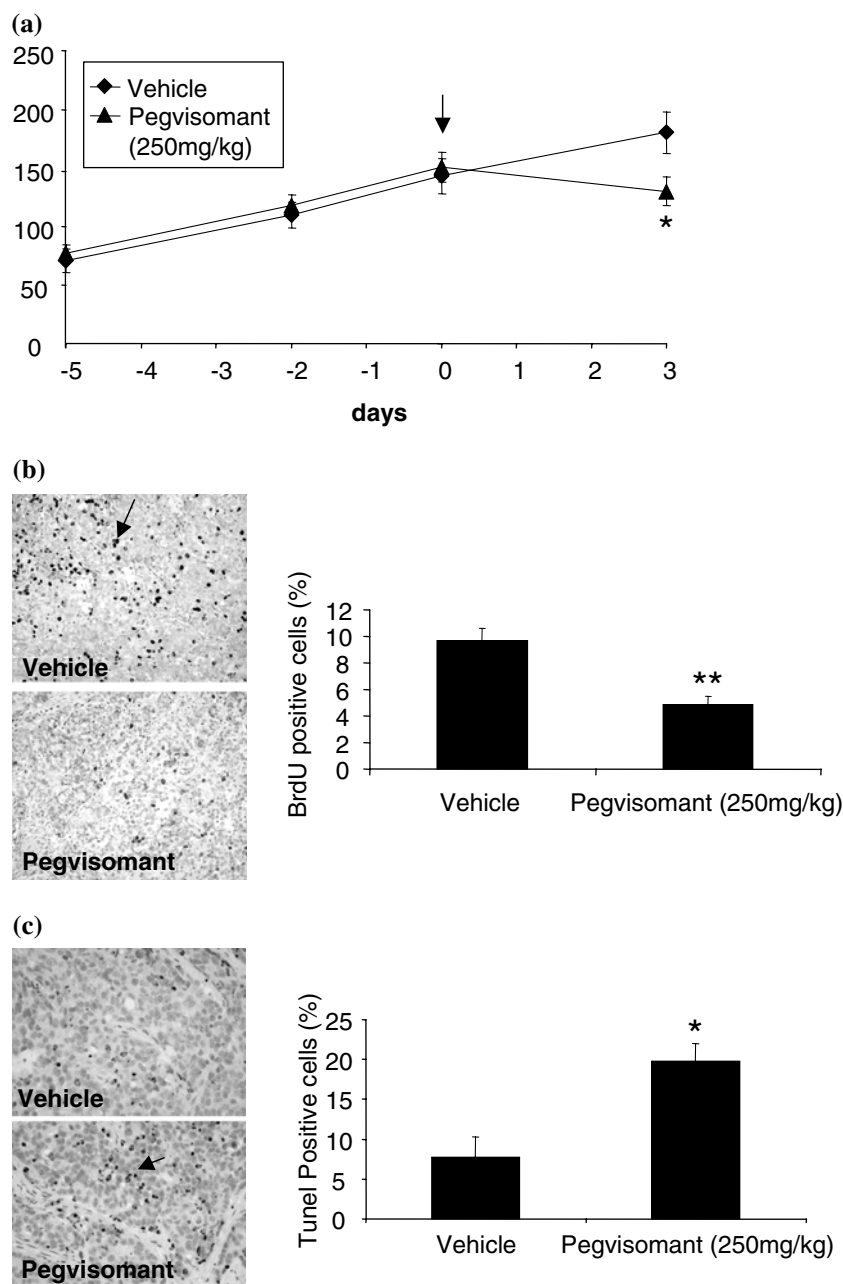 (a)
250
200
150
100
50
0
Vehicle
Pegvisomant
(250mg/kg)
*
-5 -4 -3 -2 -1 0 1 2 3
days
(b)
Vehicle
Pegvisomant
BrdU positive cells (%)
12
10
8
6
4
2
0
**
Vehicle Pegvisomant (250mg/kg)
(c)
Vehicle
Pegvisomant
Tunel Positive cells (%)
25
20
15
10
5
0
*
Vehicle Pegvisomant (250mg/kg)